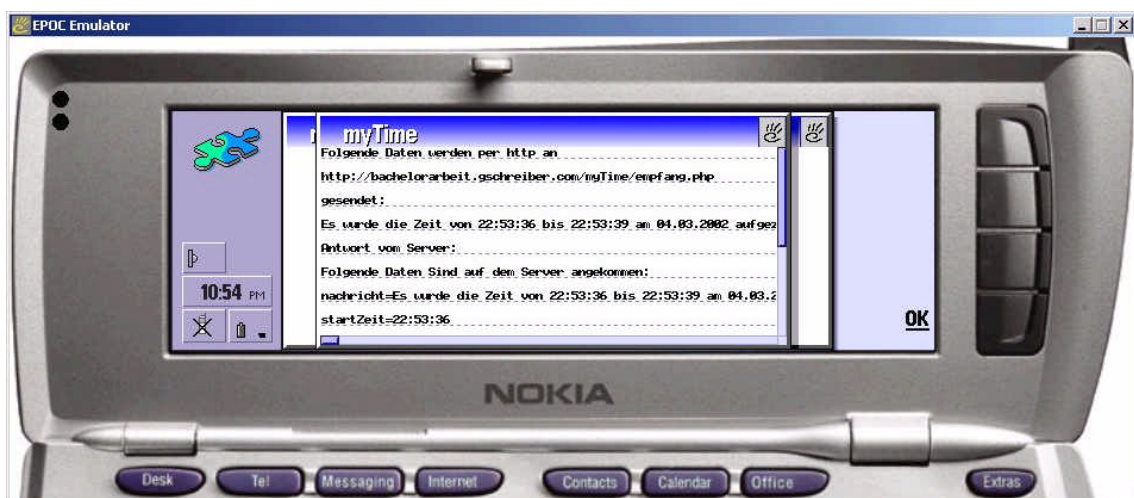 EPOC Emulator
myTime
Folgende Daten werden per http an
http://bachelorarbeit.gschreiber.com/myTime/empfang.php
gesendet:
Es wurde die Zeit von 22:53:36 bis 22:53:39 am 04.03.2002 aufgez
Antwort vom Server:
Folgende Daten Sind auf dem Server angekommen:
nachricht=Es wurde die Zeit von 22:53:36 bis 22:53:39 am 04.03.2
startZeit=22:53:36
10:54 PM
OK
NOKIA
Desk Tel Messaging Internet Contacts Calendar Office Extras